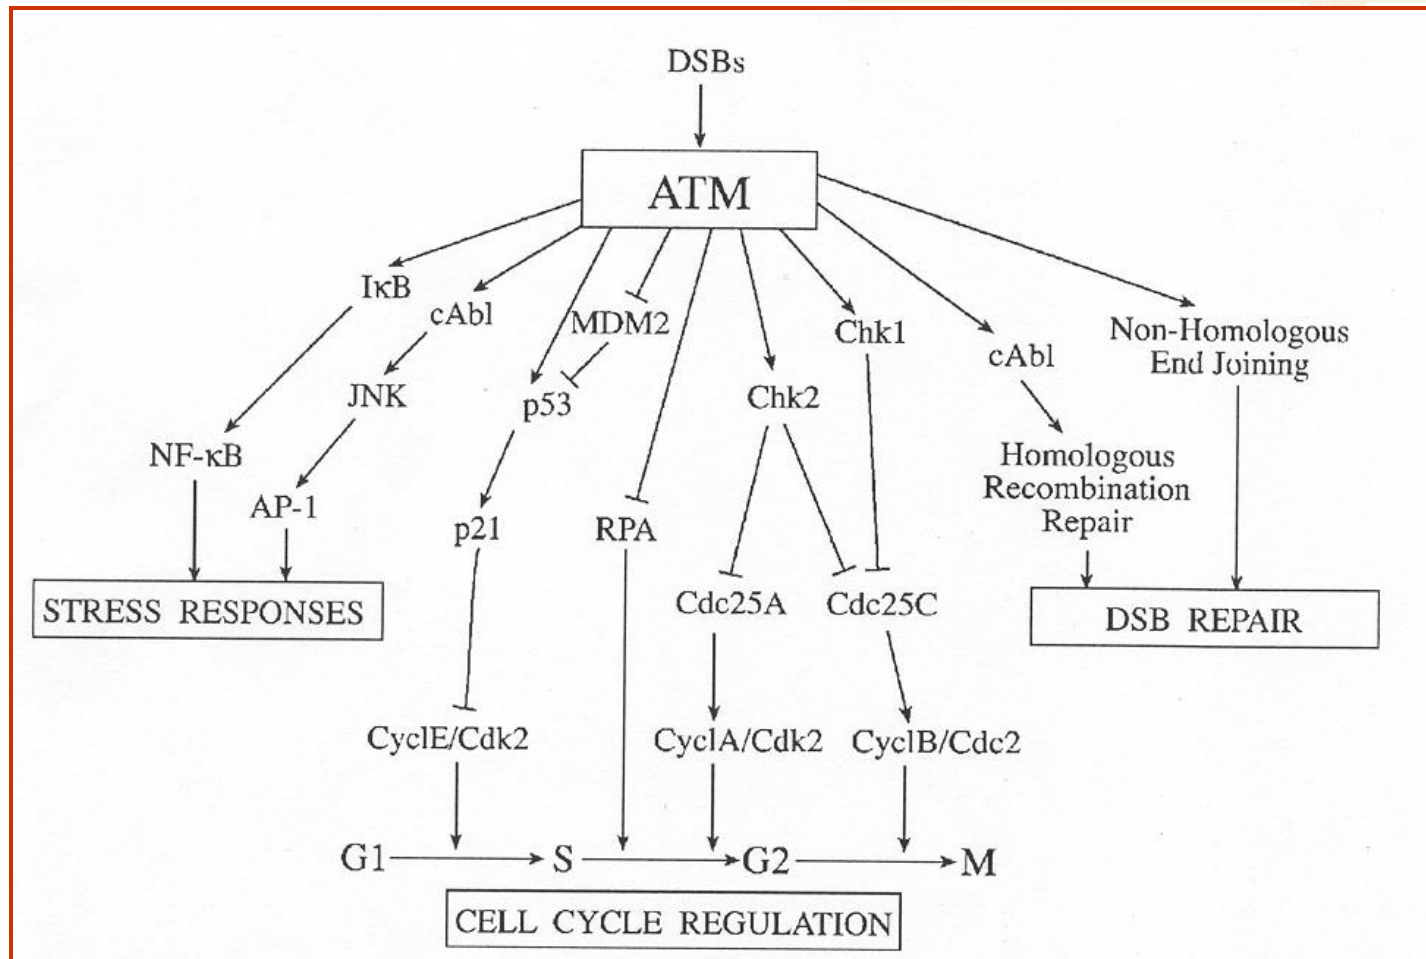 DSBs
ATM
IκB
cAbl
MDM2
Chk1
cAbl
Non-Homologous
End Joining
JNK
p53
Chk2
NF-κB
AP-1
p21
RPA
Homologous
Recombination
Repair
Cdc25A
Cdc25C
STRESS RESPONSES
DSB REPAIR
CyclE/Cdk2
CyclA/Cdk2
CyclB/Cdc2
G1
S
G2
M
CELL CYCLE REGULATION